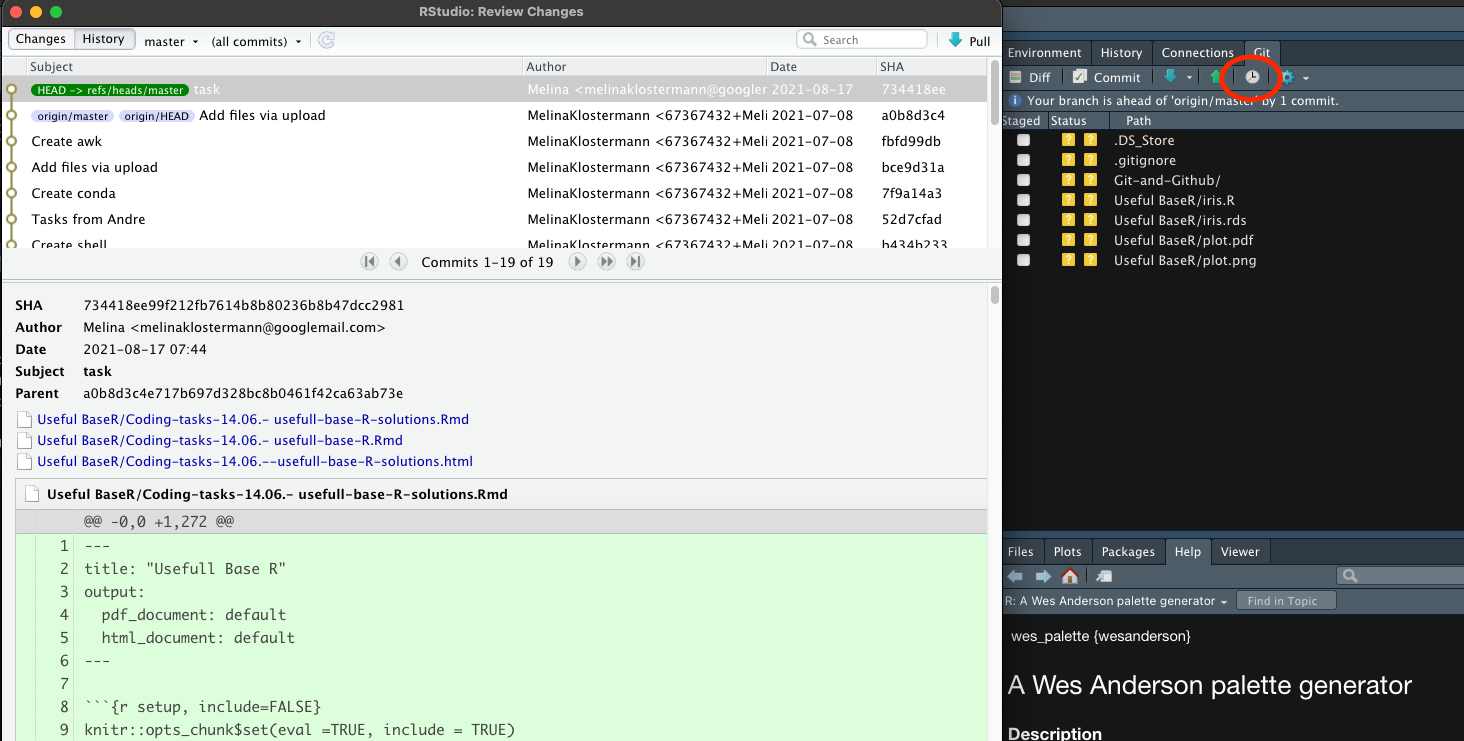 RStudio: Review Changes
Changes History master (all commits) Search Pull
Subject Author Date SHA
HEAD -> refs/heads/master task Melina <melinaklostermann@googler 2021-08-17 734418ee
origin/master origin/HEAD Add files via upload MelinaKlostermann <67367432+Meli 2021-07-08 a0b8d3c4
Create awk MelinaKlostermann <67367432+Meli 2021-07-08 fbfd99db
Add files via upload MelinaKlostermann <67367432+Meli 2021-07-08 bce9d31a
Create conda MelinaKlostermann <67367432+Meli 2021-07-08 7f9a14a3
Tasks from Andre MelinaKlostermann <67367432+Meli 2021-07-08 52d7cfad
Create shell MelinaKlostermann <67367432+Meli 2021-07-08 b434b233
Commits 1-19 of 19
SHA 734418ee99f212fb7614b8b80236b8b47dcc2981
Author Melina <melinaklostermann@googlemail.com>
Date 2021-08-17 07:44
Subject task
Parent a0b8d3c4e717b697d328bc8b0461f42ca63ab73e
Useful BaseR/Coding-tasks-14.06.- usefull-base-R-solutions.Rmd
Useful BaseR/Coding-tasks-14.06.- usefull-base-R.Rmd
Useful BaseR/Coding-tasks-14.06.--usefull-base-R-solutions.html
Useful BaseR/Coding-tasks-14.06.- usefull-base-R-solutions.Rmd
@@ -0,0 +1,272 @@
1 ---
2 title: "Usefull Base R"
3 output:
4 pdf_document: default
5 html_document: default
6 ---
7
8 ```{r setup, include=FALSE}
9 knitr::opts_chunk$set(eval =TRUE, include = TRUE)
Environment History Connections Git
Diff Commit
Your branch is ahead of 'origin/master' by 1 commit.
Staged Status Path
? ? .DS_Store
? ? .gitignore
? ? Git-and-Github/
? ? Useful BaseR/iris.R
? ? Useful BaseR/iris.rds
? ? Useful BaseR/plot.pdf
? ? Useful BaseR/plot.png
Files Plots Packages Help Viewer
R: A Wes Anderson palette generator Find in Topic
wes_palette {wesanderson}
A Wes Anderson palette generator
Description